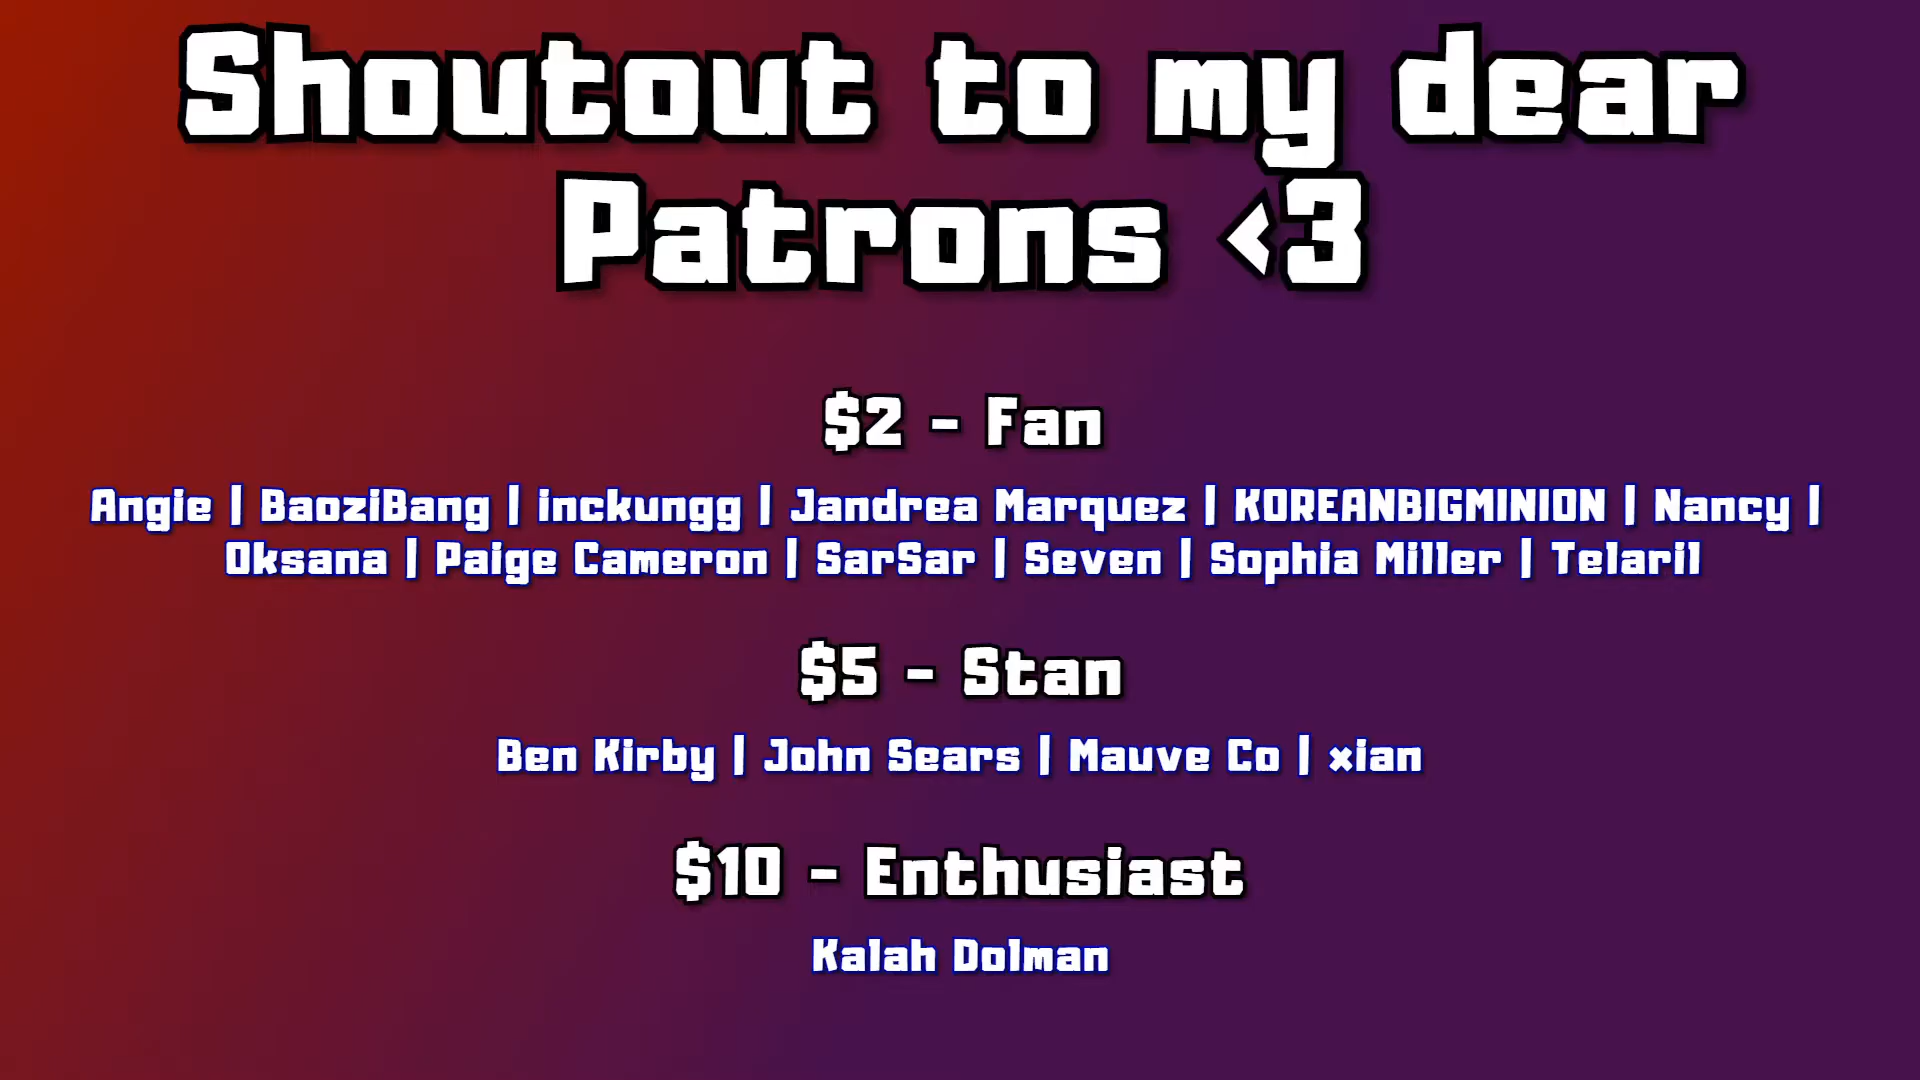 Shoutout to my dear
Patrons <3
$2 - Fan
Angie | BaoziBang | inckungg | Jandrea Marquez | KOREANBIGMINION | Nancy |
Oksana | Paige Cameron | SarSar | Seven | Sophia Miller | Telaril
$5 - Stan
Ben Kirby | John Sears | Mauve Co | xian
$10 - Enthusiast
Kalah Dolman